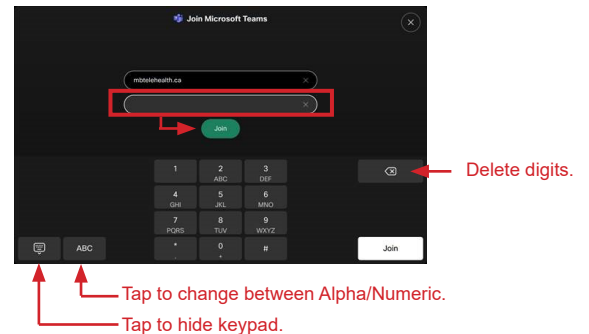 Join Microsoft Teams
mbtelehealth.ca
Join
1 2 3
ABC DEF
4 5 6
GHI JKL MNO
7 8 9
PQRS TUV WXYZ
* 0 #
, +
ABC
Join
Delete digits.
Tap to change between Alpha/Numeric.
Tap to hide keypad.